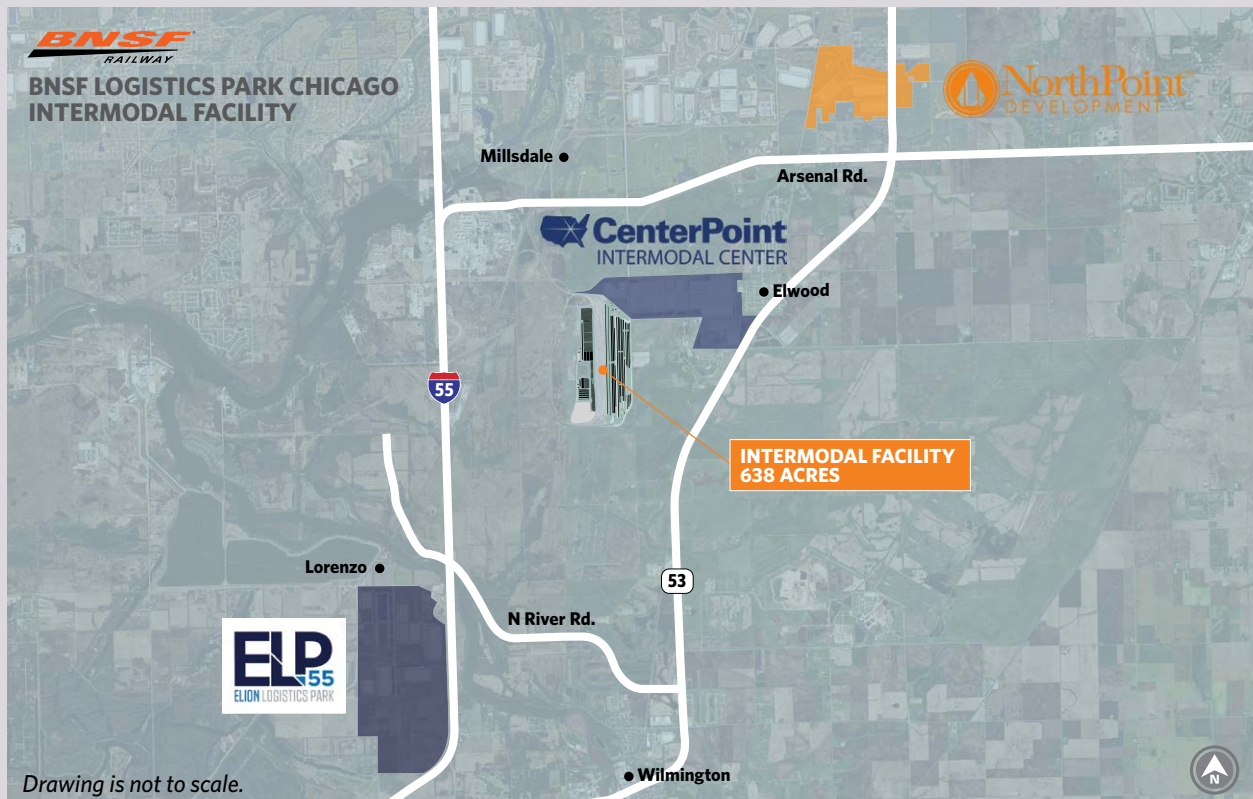 BNSF
RAILWAY
BNSF LOGISTICS PARK CHICAGO
INTERMODAL FACILITY
NorthPoint
DEVELOPMENT
Millsdale
Arsenal Rd.
CenterPoint
INTERMODAL CENTER
Elwood
55
INTERMODAL FACILITY
638 ACRES
Lorenzo
53
N River Rd.
ELP
55
ELION LOGISTICS PARK
Wilmington
Drawing is not to scale.
N